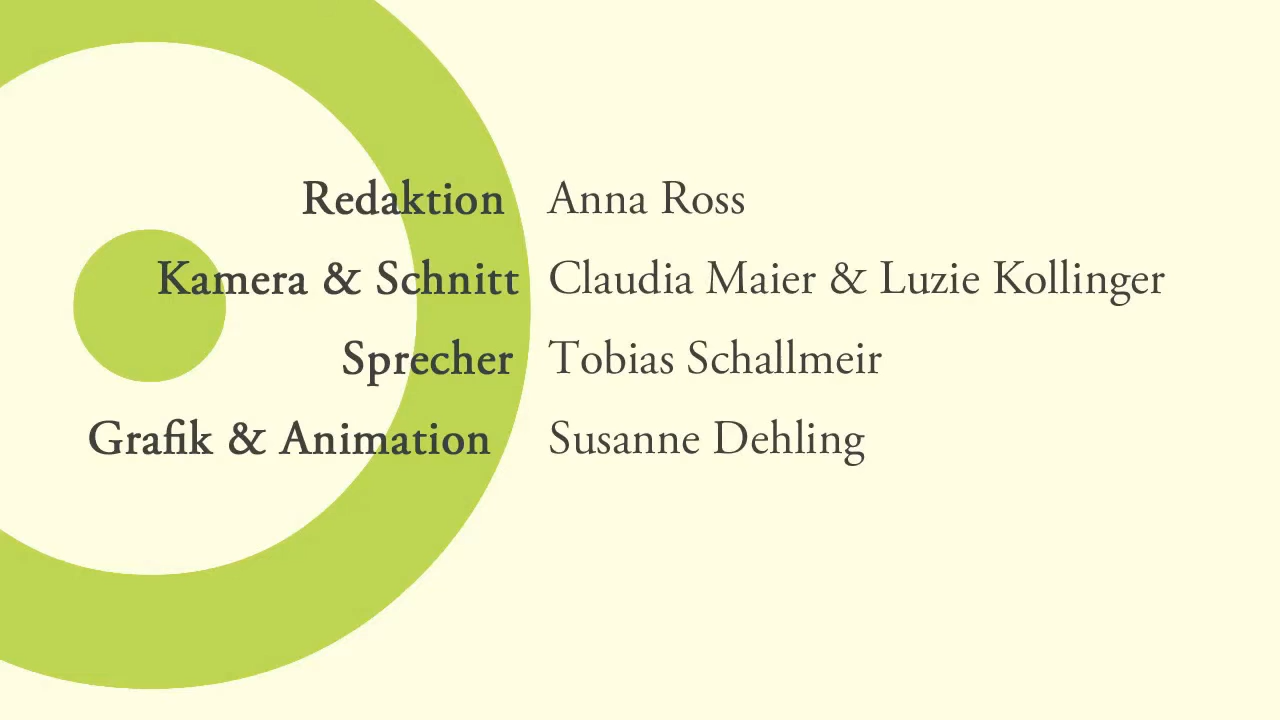 Redaktion Anna Ross
Kamera & Schnitt Claudia Maier & Luzie Kollinger
Sprecher Tobias Schallmeir
Grafik & Animation Susanne Dehling